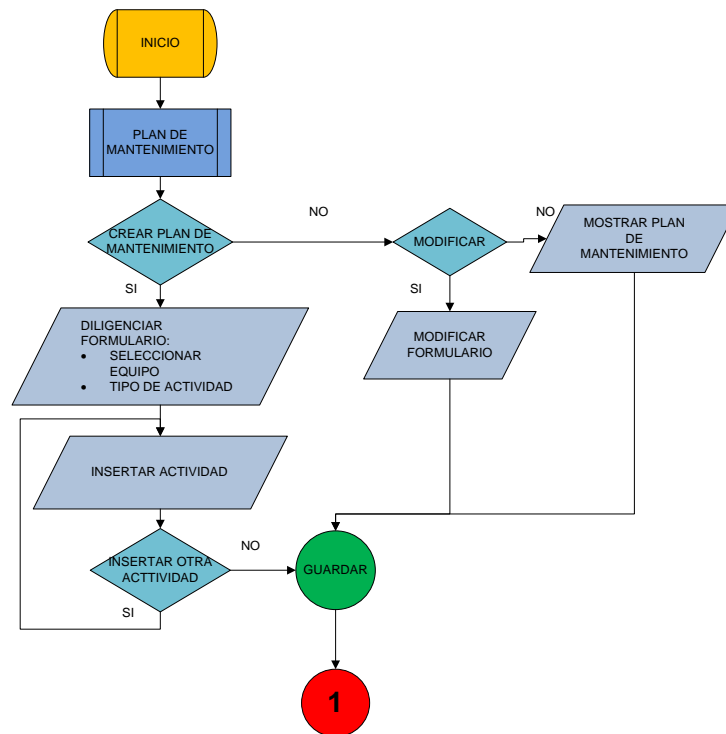 INICIO
PLAN DE
MANTENIMIENTO
CREAR PLAN DE
MANTENIMIENTO
NO
MODIFICAR
NO
MOSTRAR PLAN
DE
MANTENIMIENTO
SI
SI
DILIGENCIAR
FORMULARIO:
• SELECCIONAR
EQUIPO
• TIPO DE ACTIVIDAD
MODIFICAR
FORMULARIO
INSERTAR ACTIVIDAD
INSERTAR OTRA
ACTTIVIDAD
NO
SI
GUARDAR
1